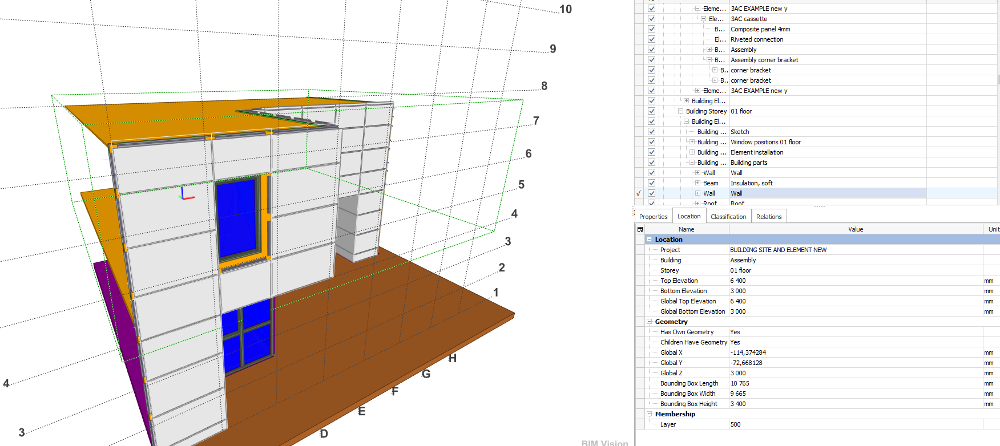 10
9
8
7
6
5
4
3
2
1
H
G
F
E
D
4
3
BIM Vision
Eleme... 3AC EXAMPLE new y
Ele... 3AC cassette
B... Composite panel 4mm
El... Riveted connection
B... Assembly
B... Assembly corner bracket
B.. corner bracket
B.. corner bracket
Eleme... 3AC EXAMPLE new y
Building El...
Building Storey 01 floor
Building El...
Building ... Sketch
Building ... Window positions 01 floor
Building ... Element installation
Building ... Building parts
Wall Wall
Beam Insulation, soft
√ Wall Wall
Roof Roof
Properties Location Classification Relations
Name Value Unit
Location
Project BUILDING SITE AND ELEMENT NEW
Building Assembly
Storey 01 floor
Top Elevation 6 400 mm
Bottom Elevation 3 000 mm
Global Top Elevation 6 400 mm
Global Bottom Elevation 3 000 mm
Geometry
Has Own Geometry Yes
Children Have Geometry Yes
Global X -114,374284 mm
Global Y -72,668128 mm
Global Z 3 000 mm
Bounding Box Length 10 765 mm
Bounding Box Width 9 665 mm
Bounding Box Height 3 400 mm
Membership
Layer 500